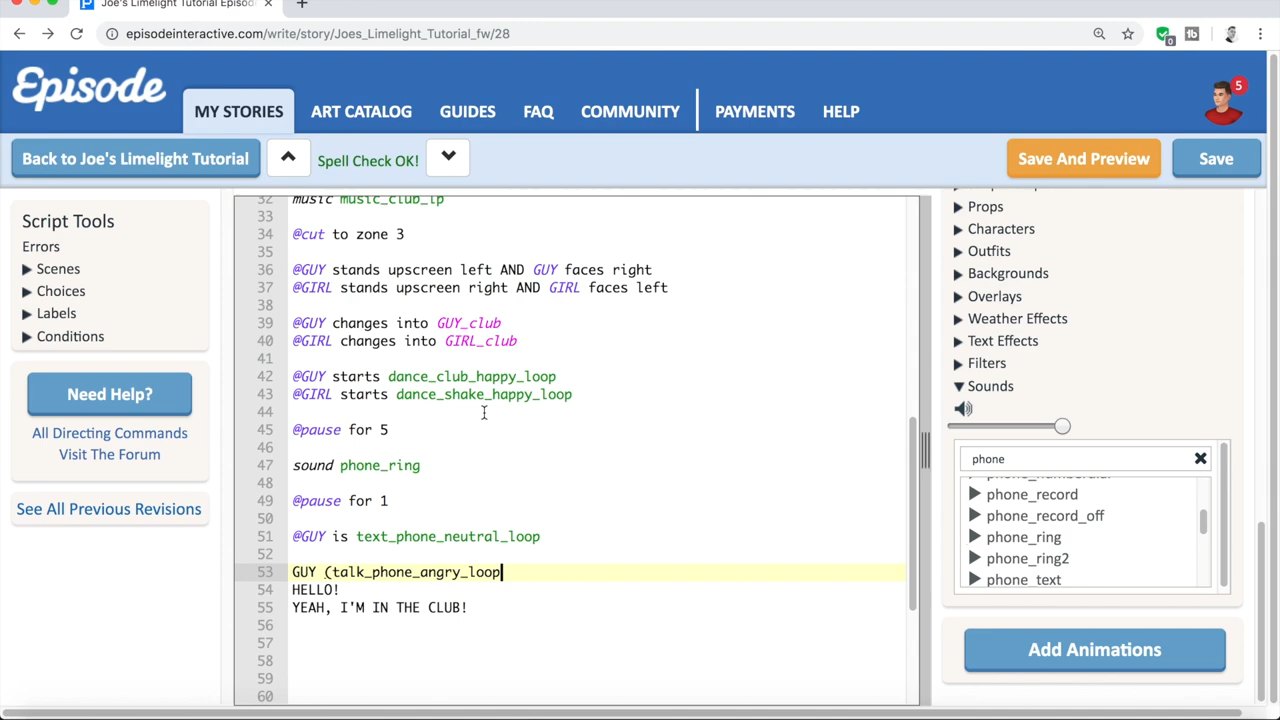 Joe's Limelight Tutorial Episod
episodeinteractive.com/write/story/Joes_Limelight_Tutorial_fw/28
Episode
MY STORIES
ART CATALOG
GUIDES
FAQ
COMMUNITY
PAYMENTS
HELP
5
Back to Joe's Limelight Tutorial
Spell Check OK!
Save And Preview
Save
Script Tools
Errors
Scenes
Choices
Labels
Conditions
Need Help?
All Directing Commands
Visit The Forum
See All Previous Revisions
32 music music_club_lp
33
34 @cut to zone 3
35
36 @GUY stands upscreen left AND GUY faces right
37 @GIRL stands upscreen right AND GIRL faces left
38
39 @GUY changes into GUY_club
40 @GIRL changes into GIRL_club
41
42 @GUY starts dance_club_happy_loop
43 @GIRL starts dance_shake_happy_loop
44
45 @pause for 5
46
47 sound phone_ring
48
49 @pause for 1
50
51 @GUY is text_phone_neutral_loop
52
53 GUY (talk_phone_angry_loop
54 HELLO!
55 YEAH, I'M IN THE CLUB!
56
57
58
59
60
Props
Characters
Outfits
Backgrounds
Overlays
Weather Effects
Text Effects
Filters
Sounds
phone
phone_record
phone_record_off
phone_ring
phone_ring2
phone_text
Add Animations